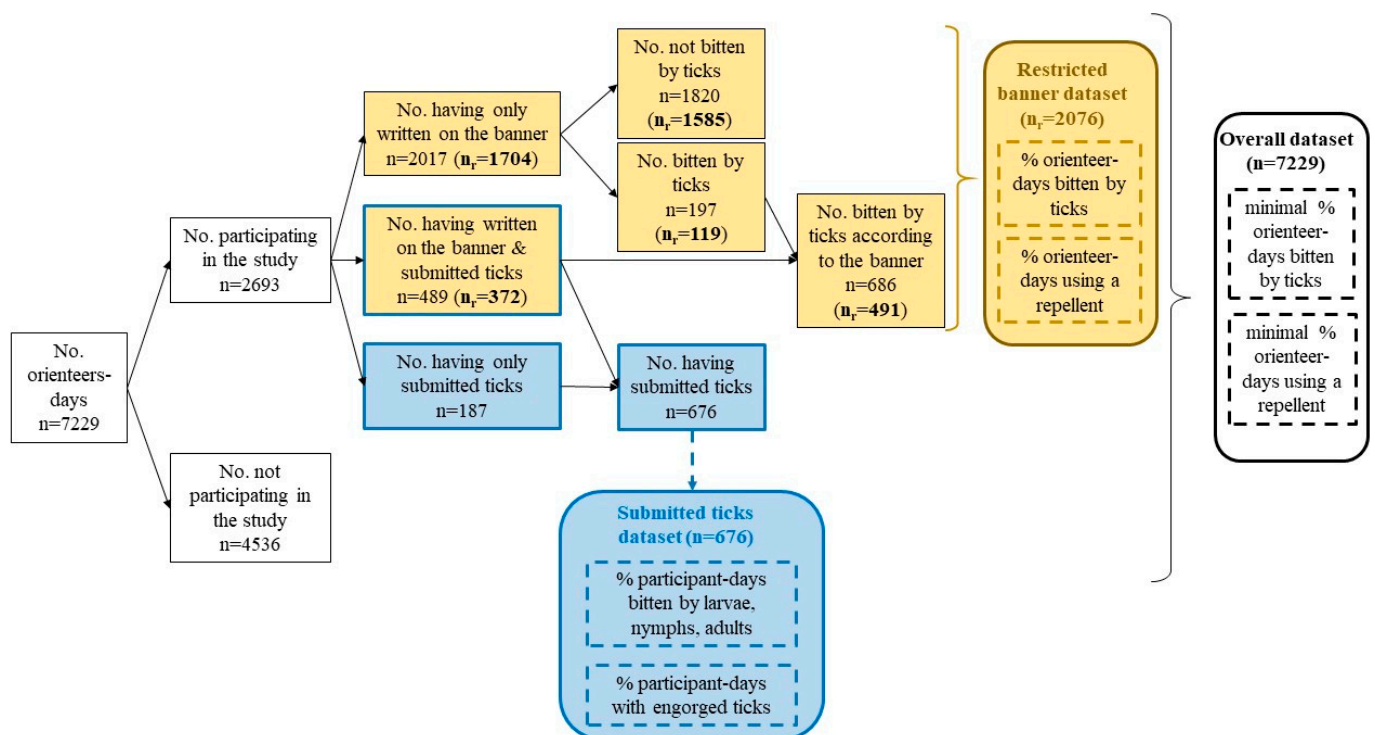 No.
orienteers-
days
n=7229
No. participating
in the study
n=2693
No. not
participating in
the study
n=4536
No. having only
written on the banner
n=2017 (nr=1704)
No. having written
on the banner &
submitted ticks
n=489 (nr=372)
No. having only
submitted ticks
n=187
No. not bitten
by ticks
n=1820
(nr=1585)
No. bitten by
ticks
n=197
(nr=119)
No. having
submitted ticks
n=676
No. bitten by
ticks according
to the banner
n=686
(nr=491)
Submitted ticks
dataset (n=676)
% participant-days
bitten by larvae,
nymphs, adults
% participant-days
with engorged ticks
Restricted
banner dataset
(nr=2076)
% orienteer-
days bitten by
ticks
% orienteer-
days using a
repellent
Overall dataset
(n=7229)
minimal %
orienteer-
days bitten
by ticks
minimal %
orienteer-
days using a
repellent